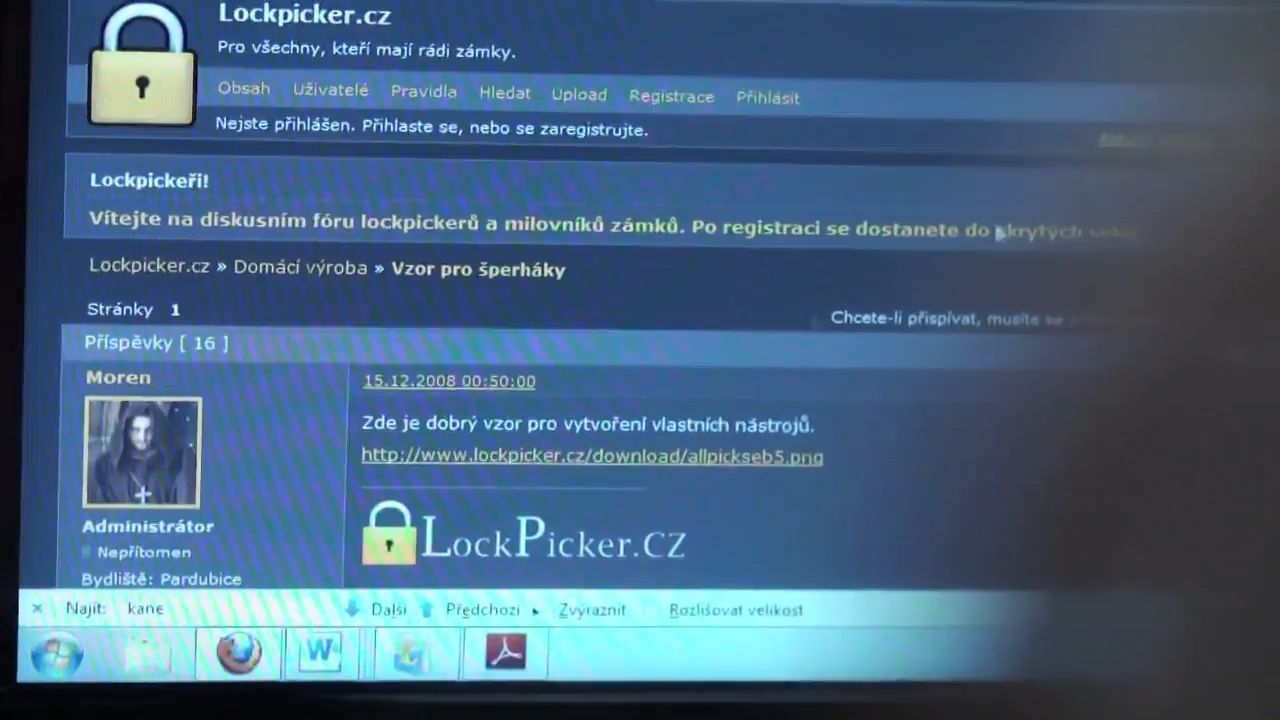 Lockpicker.cz
Pro všechny, kteří mají rádi zámky.
Obsah Uživatelé Pravidla Hledat Upload Registrace Přihlásit
Nejste přihlášen. Přihlaste se, nebo se zaregistrujte.
Lockpickeři!
Vítejte na diskusním fóru lockpickerů a milovníků zámků. Po registraci se dostanete do skrytých
Lockpicker.cz » Domácí výroba » Vzor pro šperháky
Stránky 1
Chcete-li přispívat, musíte se
Příspěvky [ 16 ]
Moren
15.12.2008 00:50:00
Zde je dobrý vzor pro vytvoření vlastních nástrojů.
http://www.lockpicker.cz/download/allpickseb5.png
LockPicker.cz
Administrátor
Nepřítomen
Bydliště: Pardubice
× Najít: kane Další Předchozí Zvýraznit Rozlišovat velikost